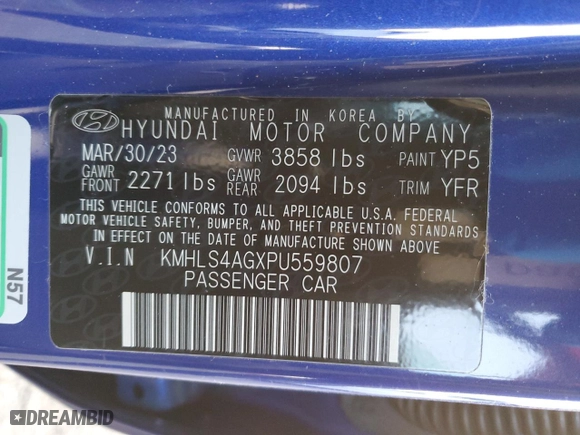 MANUFACTURED IN KOREA BY
HYUNDAI MOTOR COMPANY
MAR/30/23 GVWR 3858 lbs PAINT YP5
GAWR FRONT 2271 lbs GAWR REAR 2094 lbs TRIM YFR
THIS VEHICLE CONFORMS TO ALL APPLICABLE U.S.A. FEDERAL
MOTOR VEHICLE SAFETY, BUMPER, AND THEFT PREVENTION STANDARDS
IN EFFECT ON THE DATE OF MANUFACTURE SHOWN ABOVE.
V.I.N KMHLS4AGXPU559807
PASSENGER CAR
N57
DREAMBID